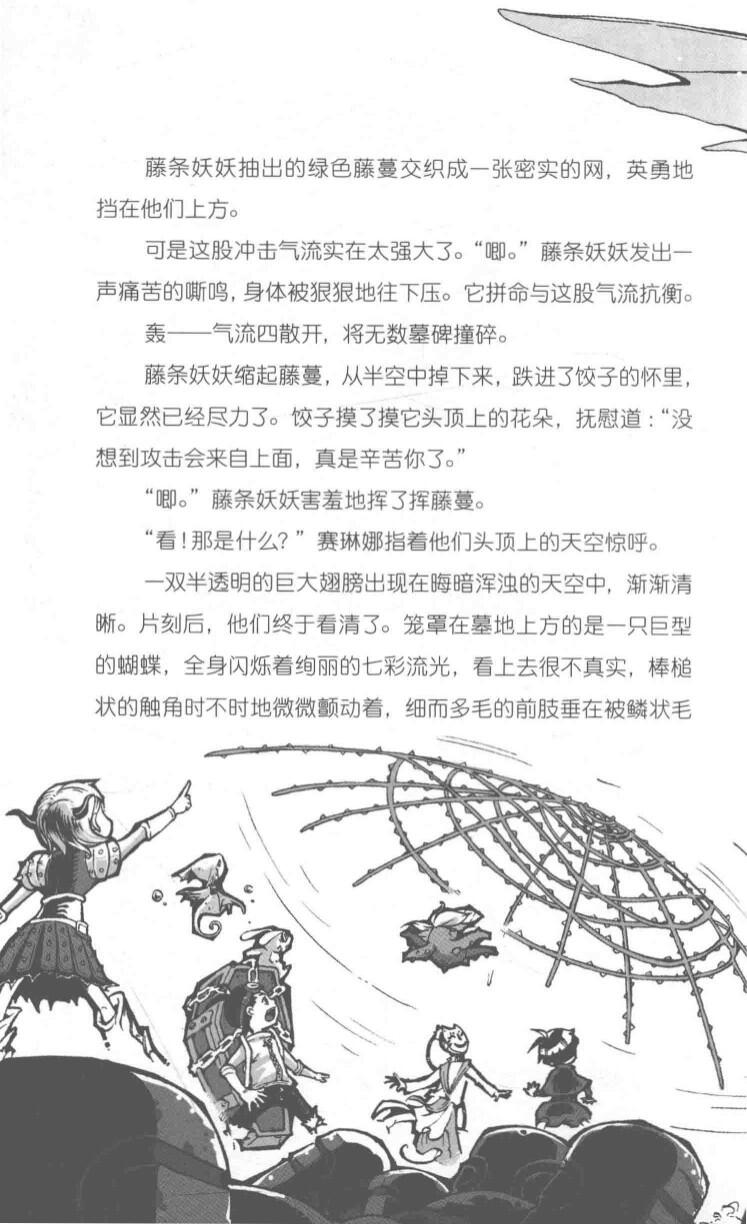 藤条妖妖抽出的绿色藤蔓交织成一张密实的网，英勇地
挡在他们上方。
可是这股冲击气流实在太强大了。“唧。”藤条妖妖发出一
声痛苦的嘶鸣，身体被狠狠地往下压。它拼命与这股气流抗衡。
轰——气流四散开，将无数墓碑撞碎。
藤条妖妖缩起藤蔓，从半空中掉下来，跌进了饺子的怀里，
它显然已经尽力了。饺子摸了摸它头顶上的花朵，抚慰道：“没
想到攻击会来自上面，真是辛苦你了。”
“唧。”藤条妖妖害羞地挥了挥藤蔓。
“看！那是什么？”赛琳娜指着他们头顶上的天空惊呼。
一双半透明的巨大翅膀出现在晦暗浑浊的天空中，渐渐清
晰。片刻后，他们终于看清了。笼罩在墓地上方的是一只巨型
的蝴蝶，全身闪烁着绚丽的七彩流光，看上去很不真实，棒槌
状的触角时不时地微微颤动着，细而多毛的前肢垂在被鳞状毛